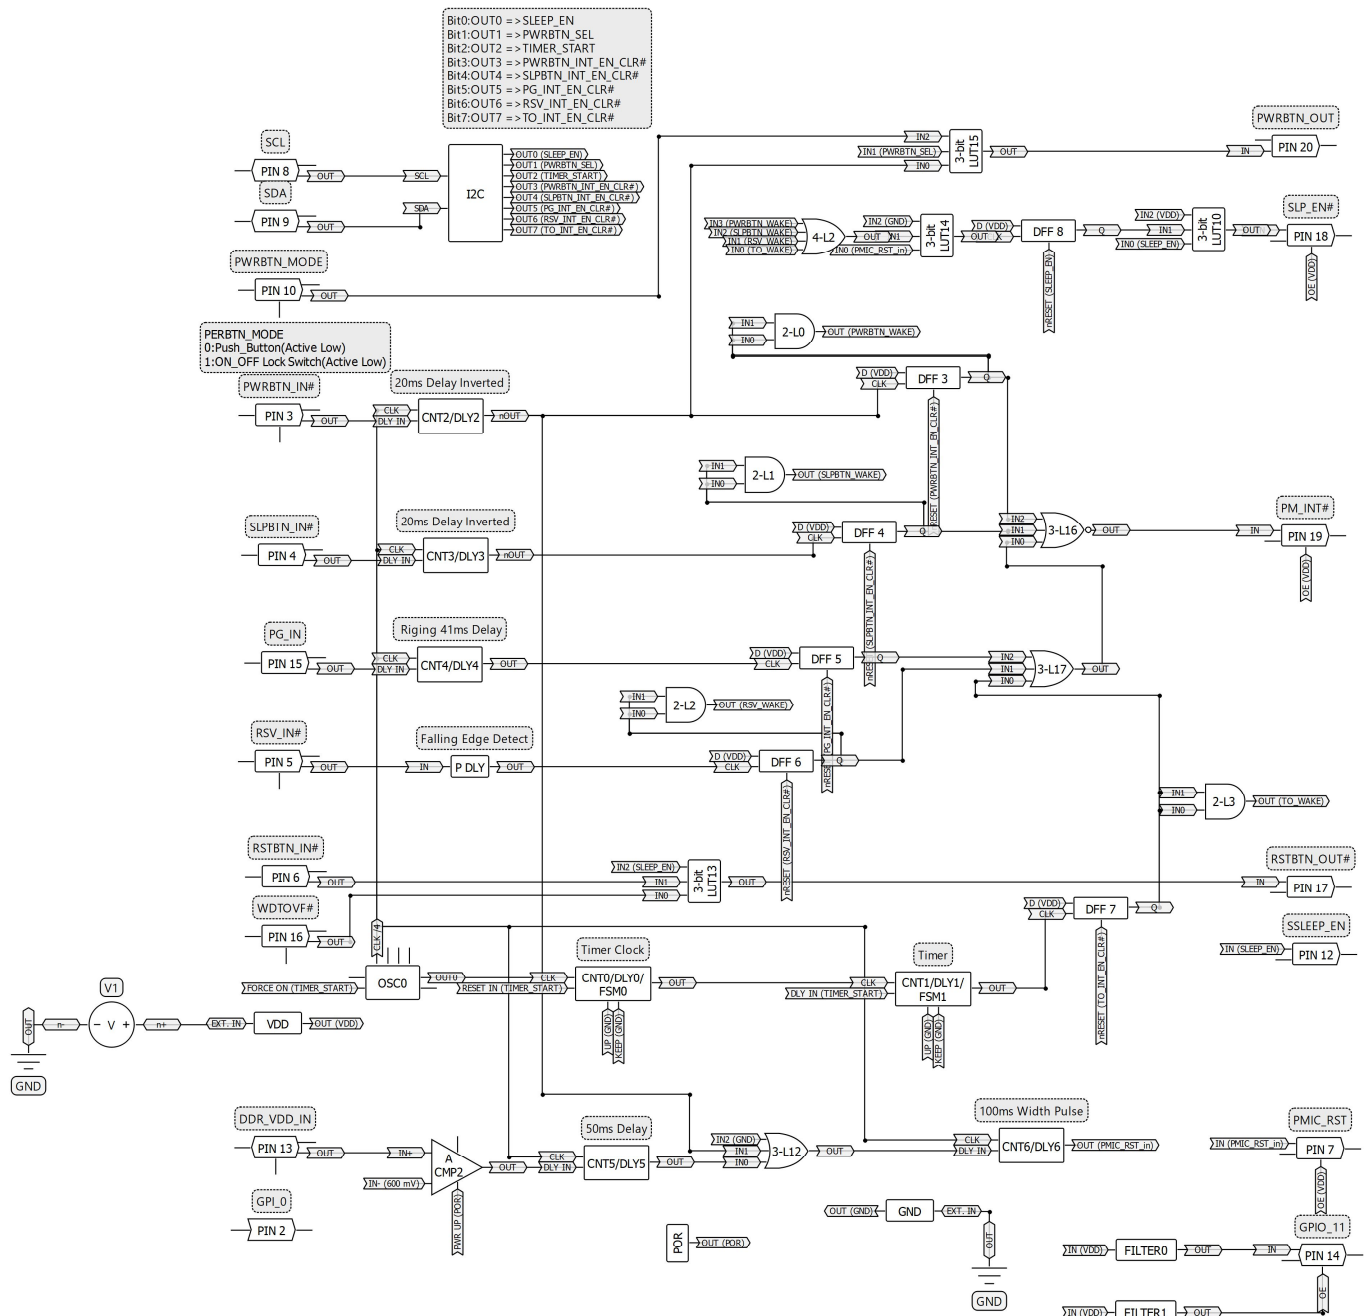 Bit0:OUT0 =>SLEEP_EN
Bit1:OUT1 =>PWRBTN_SEL
Bit2:OUT2 =>TIMER_START
Bit3:OUT3 =>PWRBTN_INT_EN_CLR#
Bit4:OUT4 =>SLPBTN_INT_EN_CLR#
Bit5:OUT5 =>PG_INT_EN_CLR#
Bit6:OUT6 =>RSV_INT_EN_CLR#
Bit7:OUT7 =>TO_INT_EN_CLR#
SCL
PIN 8
OUT
SCL
SDA
PIN 9
OUT
SDA
I2C
OUT0 (SLEEP_EN)
OUT1 (PWRBTN_SEL)
OUT2 (TIMER_START)
OUT3 (PWRBTN_INT_EN_CLR#)
OUT4 (SLPBTN_INT_EN_CLR#)
OUT5 (PG_INT_EN_CLR#)
OUT6 (RSV_INT_EN_CLR#)
OUT7 (TO_INT_EN_CLR#)
IN2
IN1 (PWRBTN_SEL)
IN0
3-bit
LUT15
OUT
PWRBTN_OUT
IN
PIN 20
IN3 (PWRBTN_WAKE)
IN2 (SLPBTN_WAKE)
IN1 (RSV_WAKE)
IN0 (TO_WAKE)
4-L2
OUT
IN2 (GND)
IN1
IN0 (PMIC_RST_in)
3-bit
LUT14
OUT
D (VDD)
DFF 8
Q
nRESET (SLEEP_EN)
IN2 (VDD)
IN1
IN0 (SLEEP_EN)
3-bit
LUT10
OUT
SLP_EN#
PIN 18
OE (VDD)
PWRBTN_MODE
PIN 10
OUT
PERBTN_MODE
0:Push_Button(Active Low)
1:ON_OFF Lock Switch(Active Low)
IN1
IN0
2-L0
OUT (PWRBTN_WAKE)
PWRBTN_IN#
PIN 3
OUT
20ms Delay Inverted
CLK
DLY IN
CNT2/DLY2
nOUT
D (VDD)
CLK
DFF 3
Q
nRESET (PWRBTN_INT_EN_CLR#)
IN1
IN0
2-L1
OUT (SLPBTN_WAKE)
SLPBTN_IN#
PIN 4
OUT
20ms Delay Inverted
CLK
DLY IN
CNT3/DLY3
nOUT
D (VDD)
CLK
DFF 4
Q
nRESET (SLPBTN_INT_EN_CLR#)
IN2
IN1
IN0
3-L16
OUT
PM_INT#
IN
PIN 19
OE (VDD)
PG_IN
PIN 15
OUT
Riging 41ms Delay
CLK
DLY IN
CNT4/DLY4
OUT
D (VDD)
CLK
DFF 5
Q
nRESET (PG_INT_EN_CLR#)
IN2
IN1
IN0
3-L17
OUT
IN1
IN0
2-L2
OUT (RSV_WAKE)
RSV_IN#
PIN 5
OUT
Falling Edge Detect
IN
P DLY
OUT
D (VDD)
CLK
DFF 6
Q
nRESET (RSV_INT_EN_CLR#)
IN1
IN0
2-L3
OUT (TO_WAKE)
RSTBTN_IN#
PIN 6
OUT
IN2 (SLEEP_EN)
IN1
IN0
3-bit
LUT13
OUT
RSTBTN_OUT#
IN
PIN 17
WDTOVF#
PIN 16
OUT
CLK /4
D (VDD)
CLK
DFF 7
Q
nRESET (TO_INT_EN_CLR#)
SSLEEP_EN
IN (SLEEP_EN)
PIN 12
FORCE ON (TIMER_START)
OSC0
OUT0
Timer Clock
CLK
RESET IN (TIMER_START)
CNT0/DLY0/
FSM0
OUT
UP (GND)
KEEP (GND)
Timer
CLK
DLY IN (TIMER_START)
CNT1/DLY1/
FSM1
OUT
UP (GND)
KEEP (GND)
V1
OUT
n-
− V +
n+
EXT. IN
VDD
OUT (VDD)
GND
DDR_VDD_IN
PIN 13
OUT
IN+
IN- (600 mV)
A
CMP2
OUT
PWR UP (POR)
50ms Delay
CLK
DLY IN
CNT5/DLY5
OUT
IN2 (GND)
IN1
IN0
3-L12
OUT
100ms Width Pulse
CLK
DLY IN
CNT6/DLY6
OUT (PMIC_RST_in)
PMIC_RST
IN (PMIC_RST_in)
PIN 7
OE (VDD)
GPI_0
PIN 2
POR
OUT (POR)
OUT (GND)
GND
EXT. IN
OUT
GND
GPIO_11
IN (VDD)
FILTER0
OUT
IN
PIN 14
OE
IN (VDD)
FILTER1
OUT